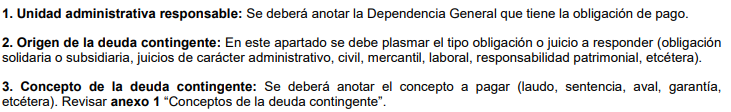 1. Unidad administrativa responsable: Se deberá anotar la Dependencia General que tiene la obligación de pago.
2. Origen de la deuda contingente: En este apartado se debe plasmar el tipo obligación o juicio a responder (obligación
solidaria o subsidiaria, juicios de carácter administrativo, civil, mercantil, laboral, responsabilidad patrimonial, etcétera).
3. Concepto de la deuda contingente: Se deberá anotar el concepto a pagar (laudo, sentencia, aval, garantía,
etcétera). Revisar anexo 1 “Conceptos de la deuda contingente”.